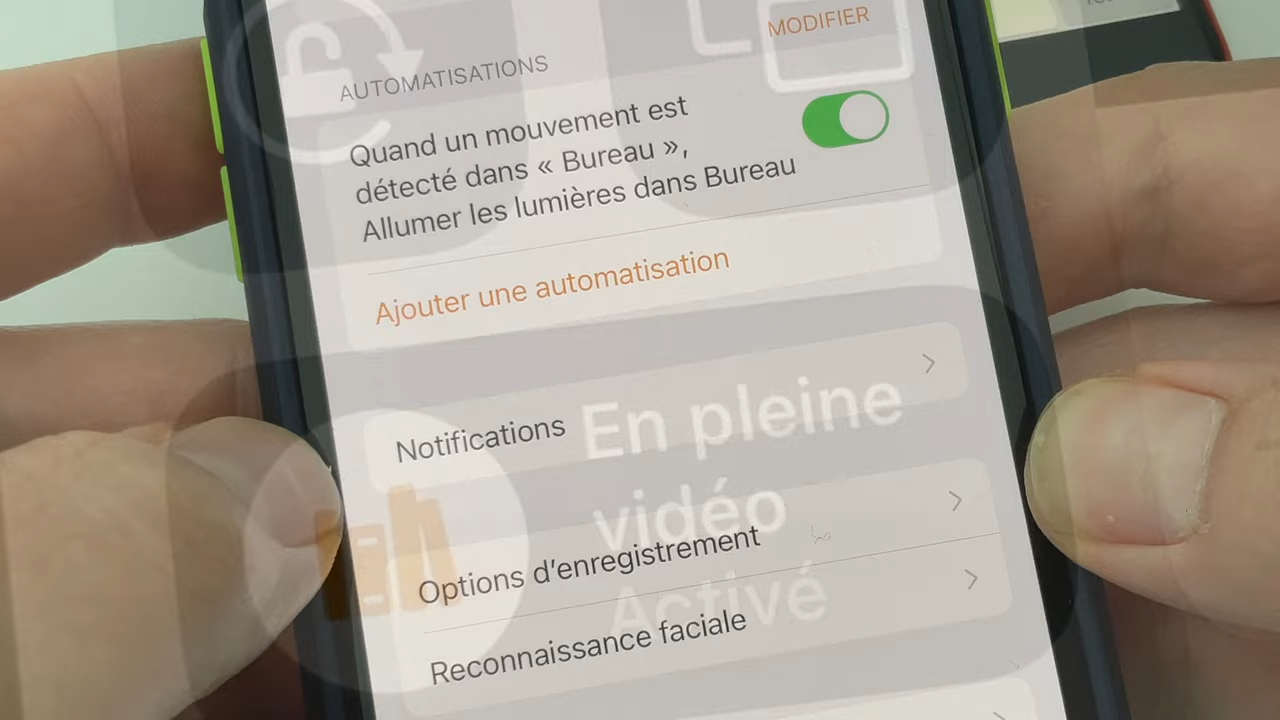 MODIFIER
AUTOMATISATIONS
Quand un mouvement est
détecté dans « Bureau »,
Allumer les lumières dans Bureau
Ajouter une automatisation
Notifications
En pleine
vidéo
Activé
Options d’enregistrement
Reconnaissance faciale